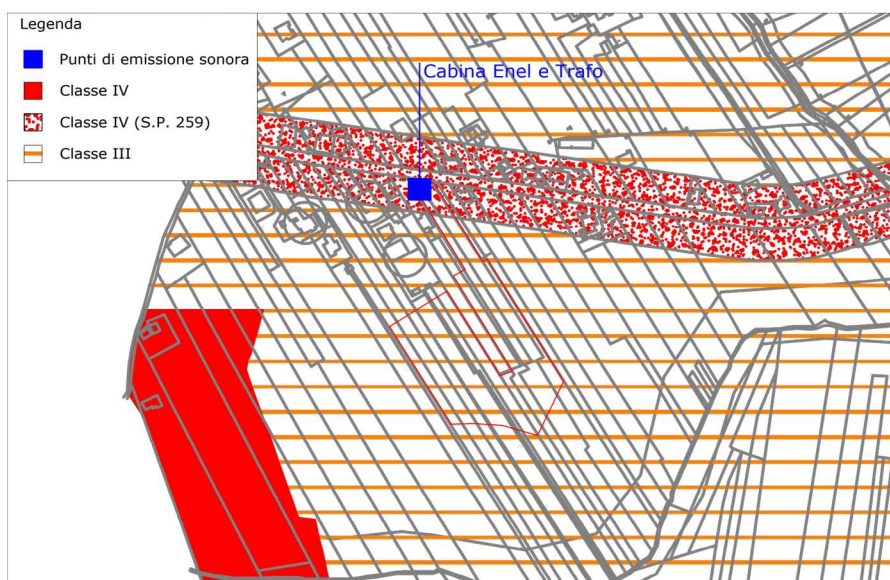 Legenda
Punti di emissione sonora
Classe IV
Classe IV (S.P. 259)
Classe III
Cabina Enel e Trafo